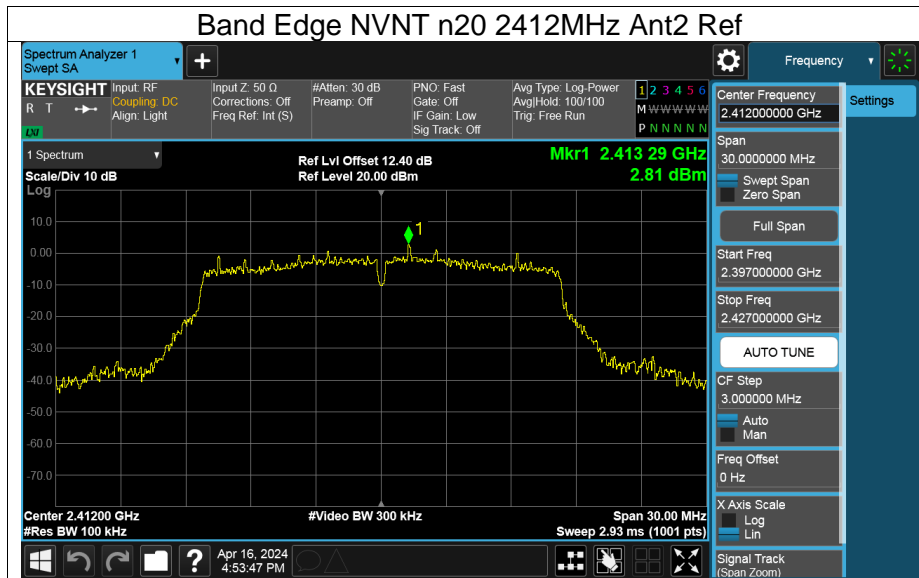 Band Edge NVNT n20 2412MHz Ant2 Ref
Spectrum Analyzer 1
Swept SA
Frequency
KEYSIGHT
R T
LXI
Input: RF
Coupling: DC
Align: Light
Input Z: 50 Ω
Corrections: Off
Freq Ref: Int (S)
#Atten: 30 dB
Preamp: Off
PNO: Fast
Gate: Off
IF Gain: Low
Sig Track: Off
Avg Type: Log-Power
Avg|Hold: 100/100
Trig: Free Run
1 2 3 4 5 6
M W W W W W
P N N N N N
1 Spectrum
Scale/Div 10 dB
Log
Ref Lvl Offset 12.40 dB
Ref Level 20.00 dBm
Mkr1 2.413 29 GHz
2.81 dBm
1
10.0
0.00
-10.0
-20.0
-30.0
-40.0
-50.0
-60.0
-70.0
Center 2.41200 GHz
#Res BW 100 kHz
#Video BW 300 kHz
Span 30.00 MHz
Sweep 2.93 ms (1001 pts)
Center Frequency
2.412000000 GHz
Settings
Span
30.0000000 MHz
Swept Span
Zero Span
Full Span
Start Freq
2.397000000 GHz
Stop Freq
2.427000000 GHz
AUTO TUNE
CF Step
3.000000 MHz
Auto
Man
Freq Offset
0 Hz
X Axis Scale
Log
Lin
Signal Track
(Span Zoom)
?
Apr 16, 2024
4:53:47 PM